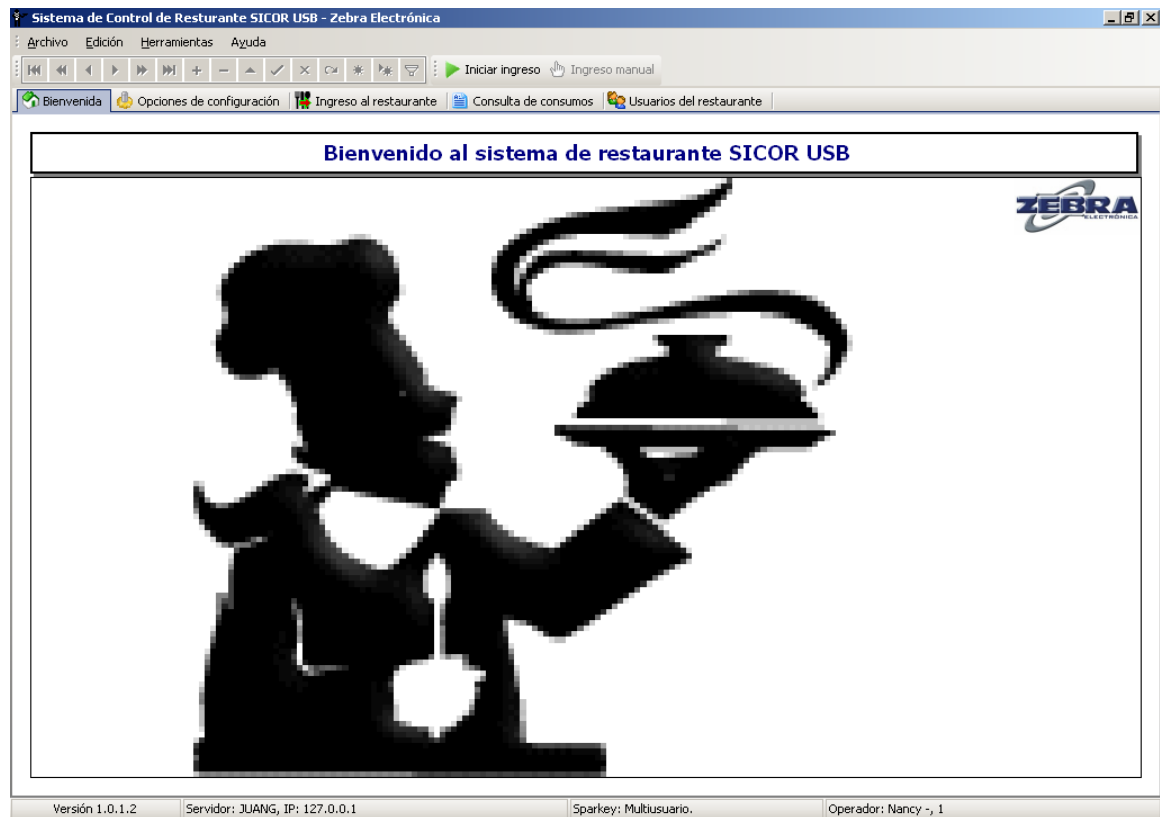 Sistema de Control de Resturante SICOR USB - Zebra Electrónica
Archivo Edición Herramientas Ayuda
Iniciar ingreso Ingreso manual
Bienvenida Opciones de configuración Ingreso al restaurante Consulta de consumos Usuarios del restaurante
Bienvenido al sistema de restaurante SICOR USB
ZEBRA
ELECTRÓNICA
Versión 1.0.1.2 Servidor: JUANG, IP: 127.0.0.1 Sparkey: Multiusuario. Operador: Nancy -, 1